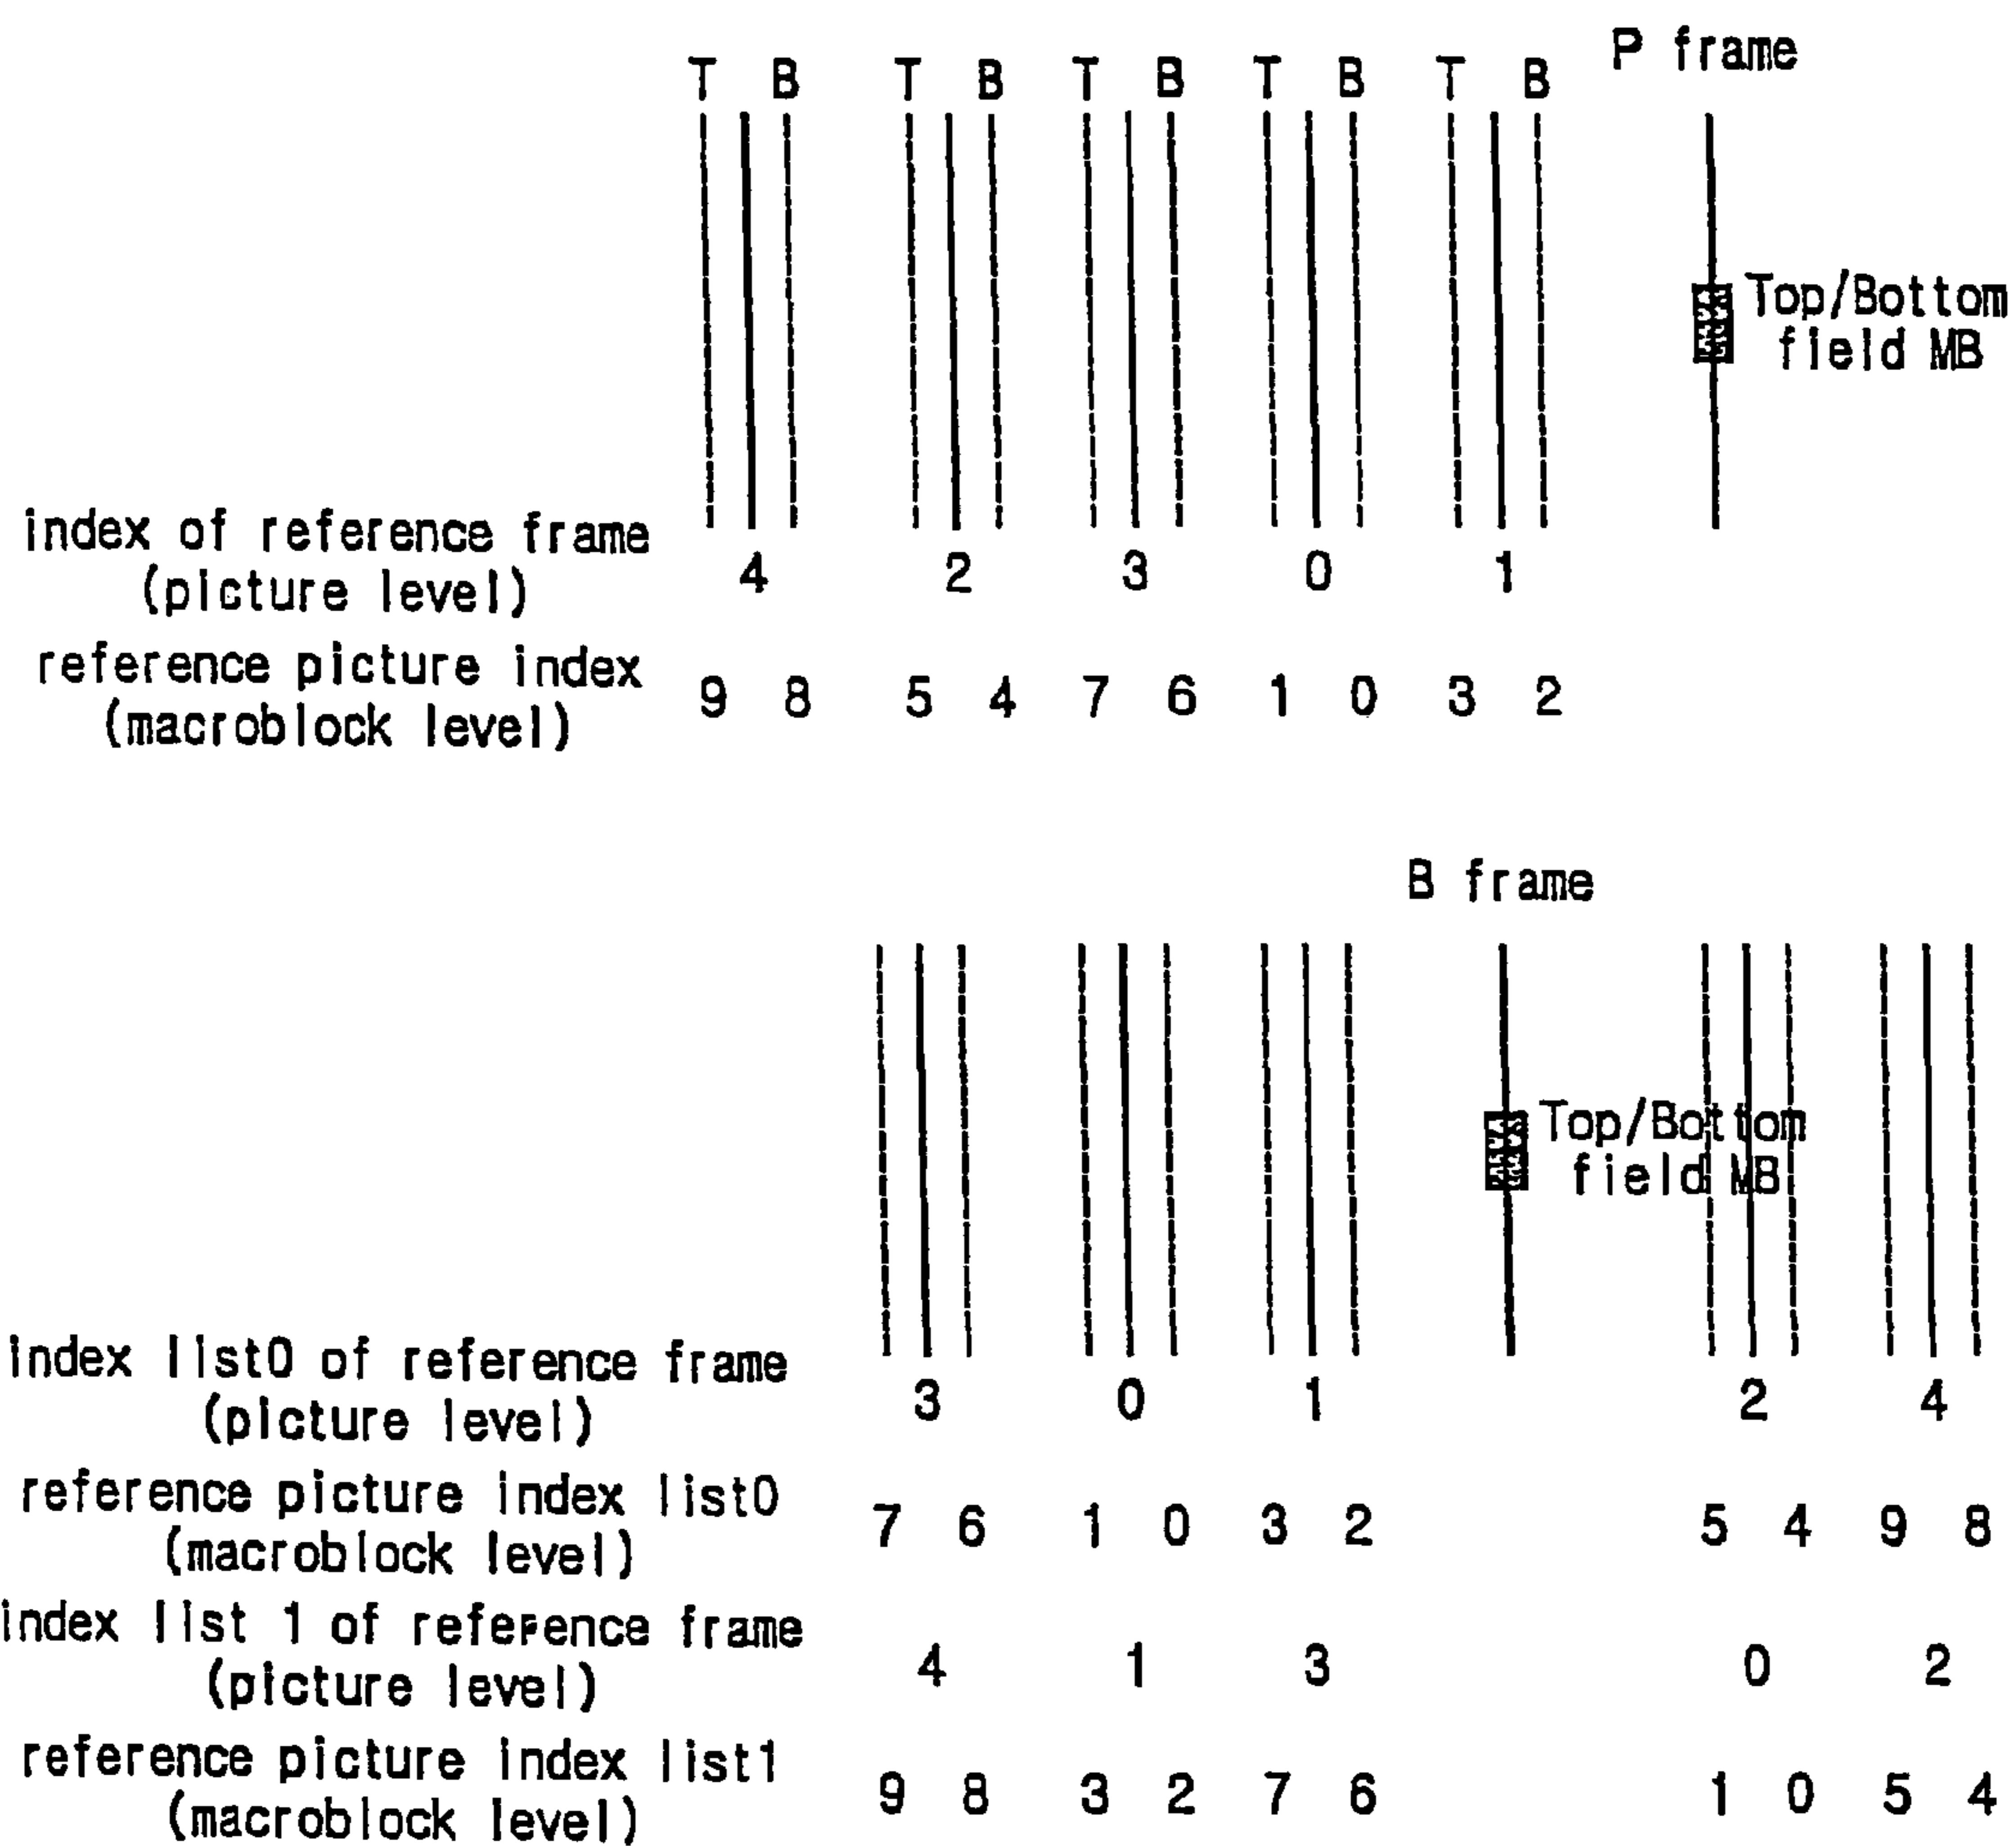 P frame
T B T B T B T B T B
Top/Bottom
field MB
index of reference frame
(picture level)
4 2 3 0 1
reference picture index
(macroblock level)
9 8 5 4 7 6 1 0 3 2
B frame
Top/Bottom
field MB
index list0 of reference frame
(picture level)
3 0 1 2 4
reference picture index list0
(macroblock level)
7 6 1 0 3 2 5 4 9 8
index list 1 of reference frame
(picture level)
4 1 3 0 2
reference picture index list1
(macroblock level)
9 8 3 2 7 6 1 0 5 4